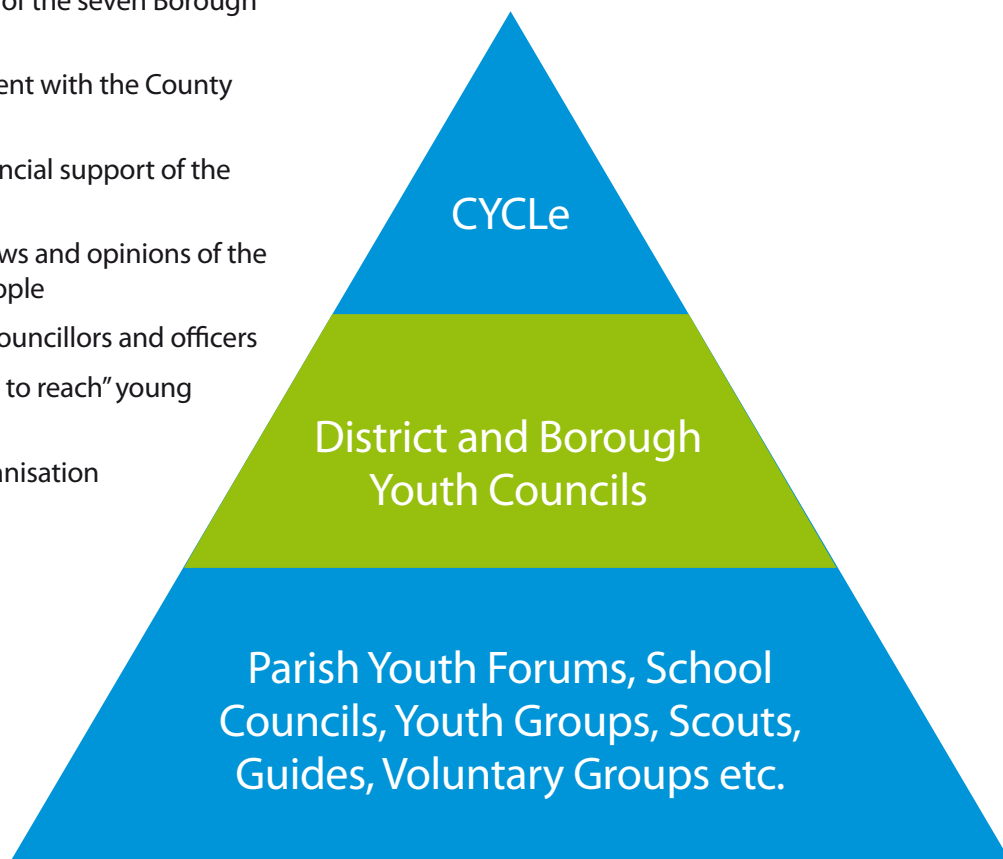 of the seven Borough
ent with the County
ncial support of the
ws and opinions of the
ople
ouncillors and officers
to reach” young
nisation
CYCLe
District and Borough
Youth Councils
Parish Youth Forums, School
Councils, Youth Groups, Scouts,
Guides, Voluntary Groups etc.